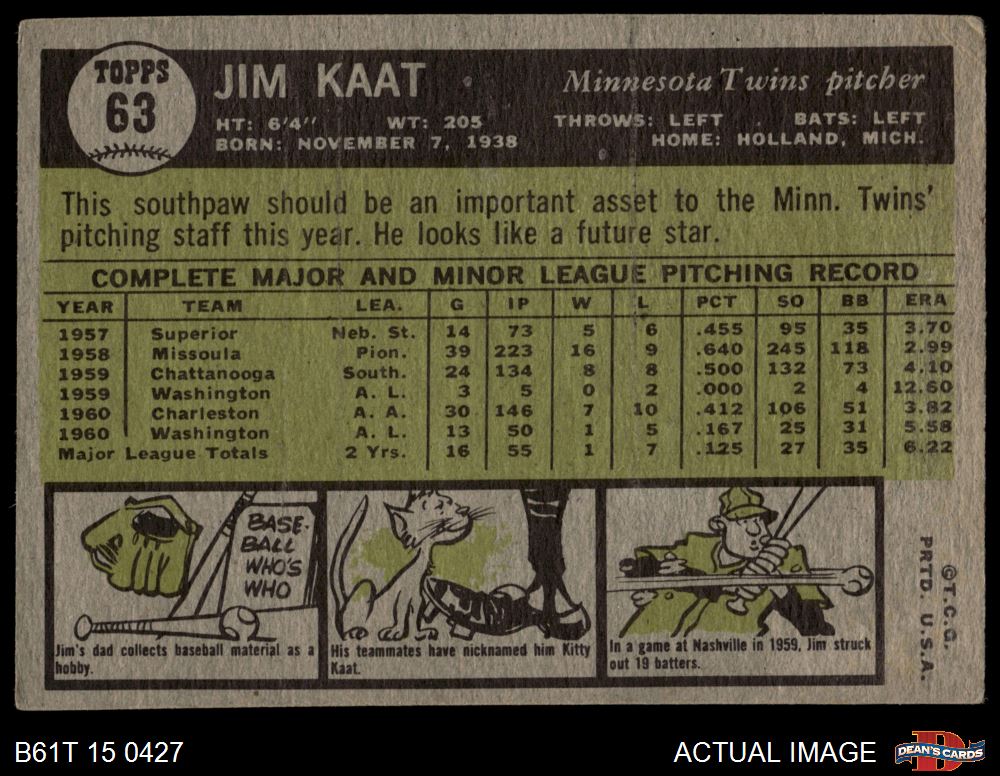 TOPPS
63
JIM KAAT
Minnesota Twins pitcher
HT: 6'4" WT: 205 THROWS: LEFT BATS: LEFT
BORN: NOVEMBER 7, 1938 HOME: HOLLAND, MICH.
This southpaw should be an important asset to the Minn. Twins'
pitching staff this year. He looks like a future star.
COMPLETE MAJOR AND MINOR LEAGUE PITCHING RECORD
YEAR TEAM LEA. G IP W L PCT SO BB ERA
1957 Superior Neb. St. 14 73 5 6 .455 95 35 3.70
1958 Missoula Pion. 39 223 16 9 .640 245 118 2.99
1959 Chattanooga South. 24 134 8 8 .500 132 73 4.10
1959 Washington A. L. 3 5 0 2 .000 2 4 12.60
1960 Charleston A. A. 30 146 7 10 .412 106 51 3.82
1960 Washington A. L. 13 50 1 5 .167 25 31 5.58
Major League Totals 2 Yrs. 16 55 1 7 .125 27 35 6.22
BASE-
BALL
WHO'S
WHO
Jim's dad collects baseball material as a
hobby.
His teammates have nicknamed him Kitty
Kaat.
In a game at Nashville in 1959, Jim struck
out 19 batters.
©T.C.G.
PRTD. U.S.A.
B61T 15 0427
ACTUAL IMAGE
DEAN'S CARDS